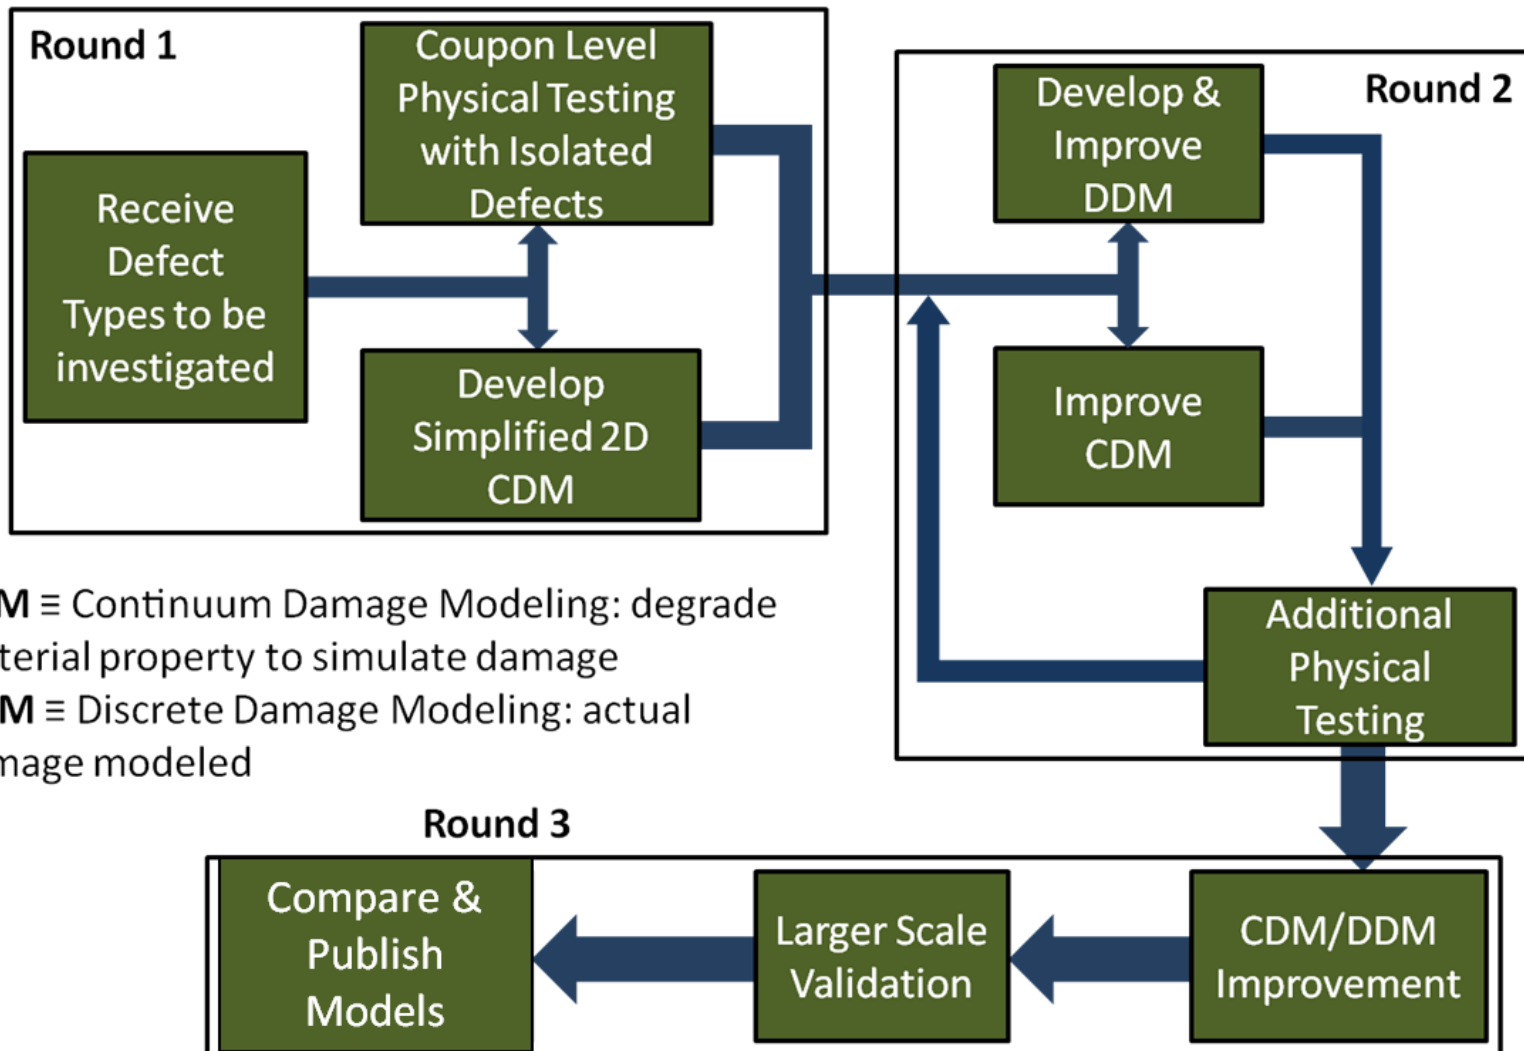 Round 1
Receive
Defect
Types to be
investigated
Coupon Level
Physical Testing
with Isolated
Defects
Develop
Simplified 2D
CDM
Round 2
Develop &
Improve
DDM
Improve
CDM
Additional
Physical
Testing
M ≡ Continuum Damage Modeling: degrade
terial property to simulate damage
M ≡ Discrete Damage Modeling: actual
mage modeled
Round 3
CDM/DDM
Improvement
Larger Scale
Validation
Compare &
Publish
Models